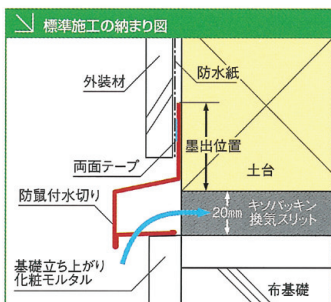 標準施工の納まり図
外装材
防水紙
墨出位置
両面テープ
土台
防鼠付水切り
20mm
キソパッキン
換気スリット
基礎立ち上がり
化粧モルタル
布基礎